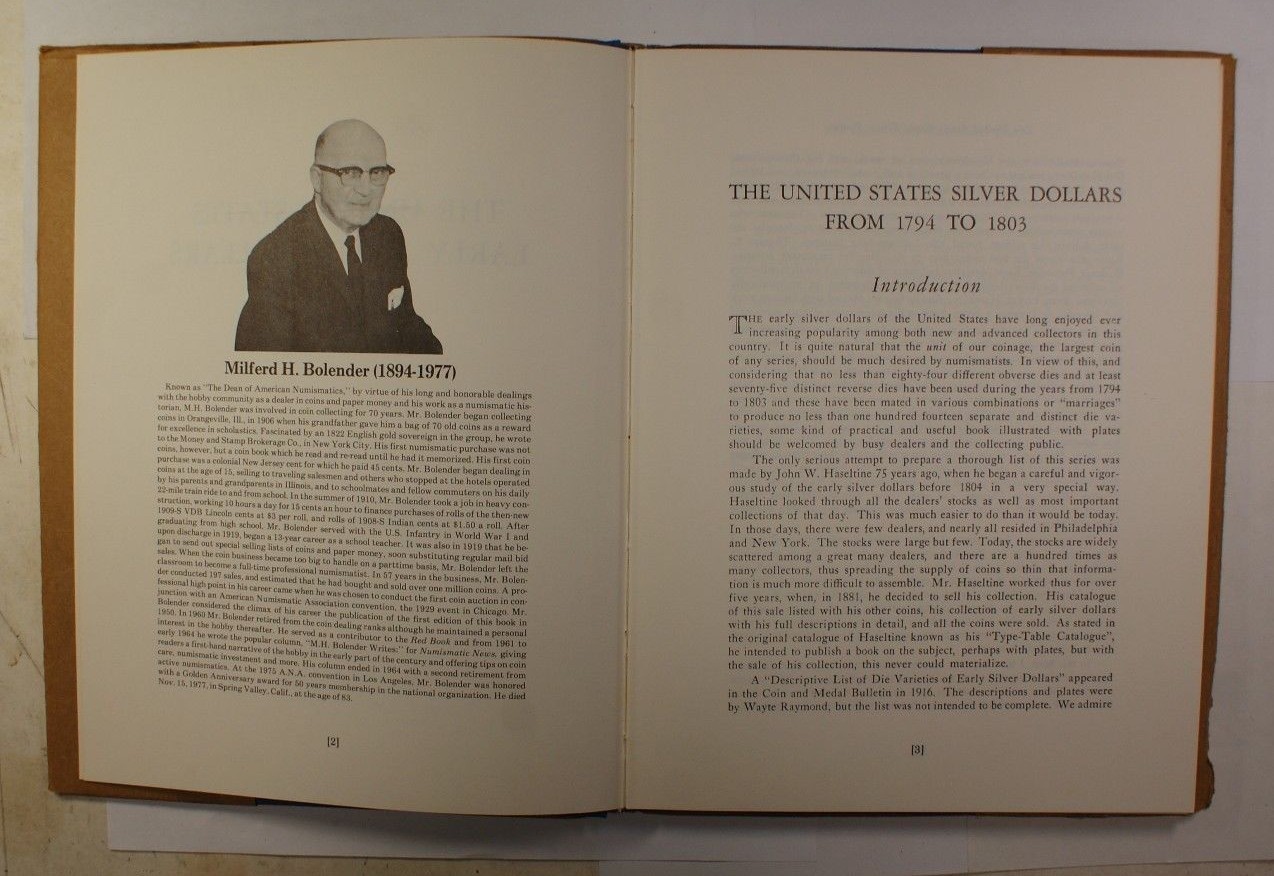 Milferd H. Bolender (1894-1977)
Known as "The Dean of American Numismatics," by virtue of his long and honorable dealings
with the hobby community as a dealer in coins and paper money and his work as a numismatic his-
torian, M.H. Bolender was involved in coin collecting for 70 years. Mr. Bolender began collecting
coins in Orangeville, Ill., in 1906 when his grandfather gave him a bag of 70 old coins as a reward
for excellence in scholastics. Fascinated by an 1822 English gold sovereign in the group, he wrote
to the Money and Stamp Brokerage Co., in New York City. His first numismatic purchase was not
coins, however, but a coin book which he read and re-read until he had it memorized. His first coin
purchase was a colonial New Jersey cent for which he paid 45 cents. Mr. Bolender began dealing in
coins at the age of 15, selling to traveling salesmen and others who stopped at the hotels operated
by his parents and grandparents in Illinois, and to schoolmates and fellow commuters on his daily
22-mile train ride to and from school. In the summer of 1910, Mr. Bolender took a job in heavy con-
struction, working 10 hours a day for 15 cents an hour to finance purchases of rolls of the then-new
1909-S VDB Lincoln cents at $3 per roll, and rolls of 1908-S Indian cents at $1.50 a roll. After
graduating from high school, Mr. Bolender served with the U.S. Infantry in World War I and
upon discharge in 1919, began a 13-year career as a school teacher. It was also in 1919 that he be-
gan to send out special selling lists of coins and paper money, soon substituting regular mail bid
sales. When the coin business became too big to handle on a parttime basis, Mr. Bolender left the
classroom to become a full-time professional numismatist. In 57 years in the business, Mr. Bolen-
der conducted 197 sales, and estimated that he had bought and sold over one million coins. A pro-
fessional high point in his career came when he was chosen to conduct the first coin auction in con-
junction with an American Numismatic Association convention, the 1929 event in Chicago. Mr.
Bolender considered the climax of his career the publication of the first edition of this book in
1950. In 1960 Mr. Bolender retired from the coin dealing ranks although he maintained a personal
interest in the hobby thereafter. He served as a contributor to the Red Book and from 1961 to
early 1964 he wrote the popular column, "M.H. Bolender Writes:" for Numismatic News, giving
readers a first-hand narrative of the hobby in the early part of the century and offering tips on coin
care, numismatic investment and more. His column ended in 1964 with a second retirement from
active numismatics. At the 1975 A.N.A. convention in Los Angeles, Mr. Bolender was honored
with a Golden Anniversary award for 50 years membership in the national organization. He died
Nov. 15, 1977, in Spring Valley, Calif., at the age of 83.
[2]
THE UNITED STATES SILVER DOLLARS
FROM 1794 TO 1803
Introduction
THE early silver dollars of the United States have long enjoyed ever
increasing popularity among both new and advanced collectors in this
country. It is quite natural that the unit of our coinage, the largest coin
of any series, should be much desired by numismatists. In view of this, and
considering that no less than eighty-four different obverse dies and at least
seventy-five distinct reverse dies have been used during the years from 1794
to 1803 and these have been mated in various combinations or "marriages"
to produce no less than one hundred fourteen separate and distinct die va-
rieties, some kind of practical and useful book illustrated with plates
should be welcomed by busy dealers and the collecting public.
The only serious attempt to prepare a thorough list of this series was
made by John W. Haseltine 75 years ago, when he began a careful and vigor-
ous study of the early silver dollars before 1804 in a very special way.
Haseltine looked through all the dealers' stocks as well as most important
collections of that day. This was much easier to do than it would be today.
In those days, there were few dealers, and nearly all resided in Philadelphia
and New York. The stocks were large but few. Today, the stocks are widely
scattered among a great many dealers, and there are a hundred times as
many collectors, thus spreading the supply of coins so thin that informa-
tion is much more difficult to assemble. Mr. Haseltine worked thus for over
five years, when, in 1881, he decided to sell his collection. His catalogue
of this sale listed with his other coins, his collection of early silver dollars
with his full descriptions in detail, and all the coins were sold. As stated in
the original catalogue of Haseltine known as his "Type-Table Catalogue",
he intended to publish a book on the subject, perhaps with plates, but with
the sale of his collection, this never could materialize.
A "Descriptive List of Die Varieties of Early Silver Dollars" appeared
in the Coin and Medal Bulletin in 1916. The descriptions and plates were
by Wayte Raymond, but the list was not intended to be complete. We admire
[3]